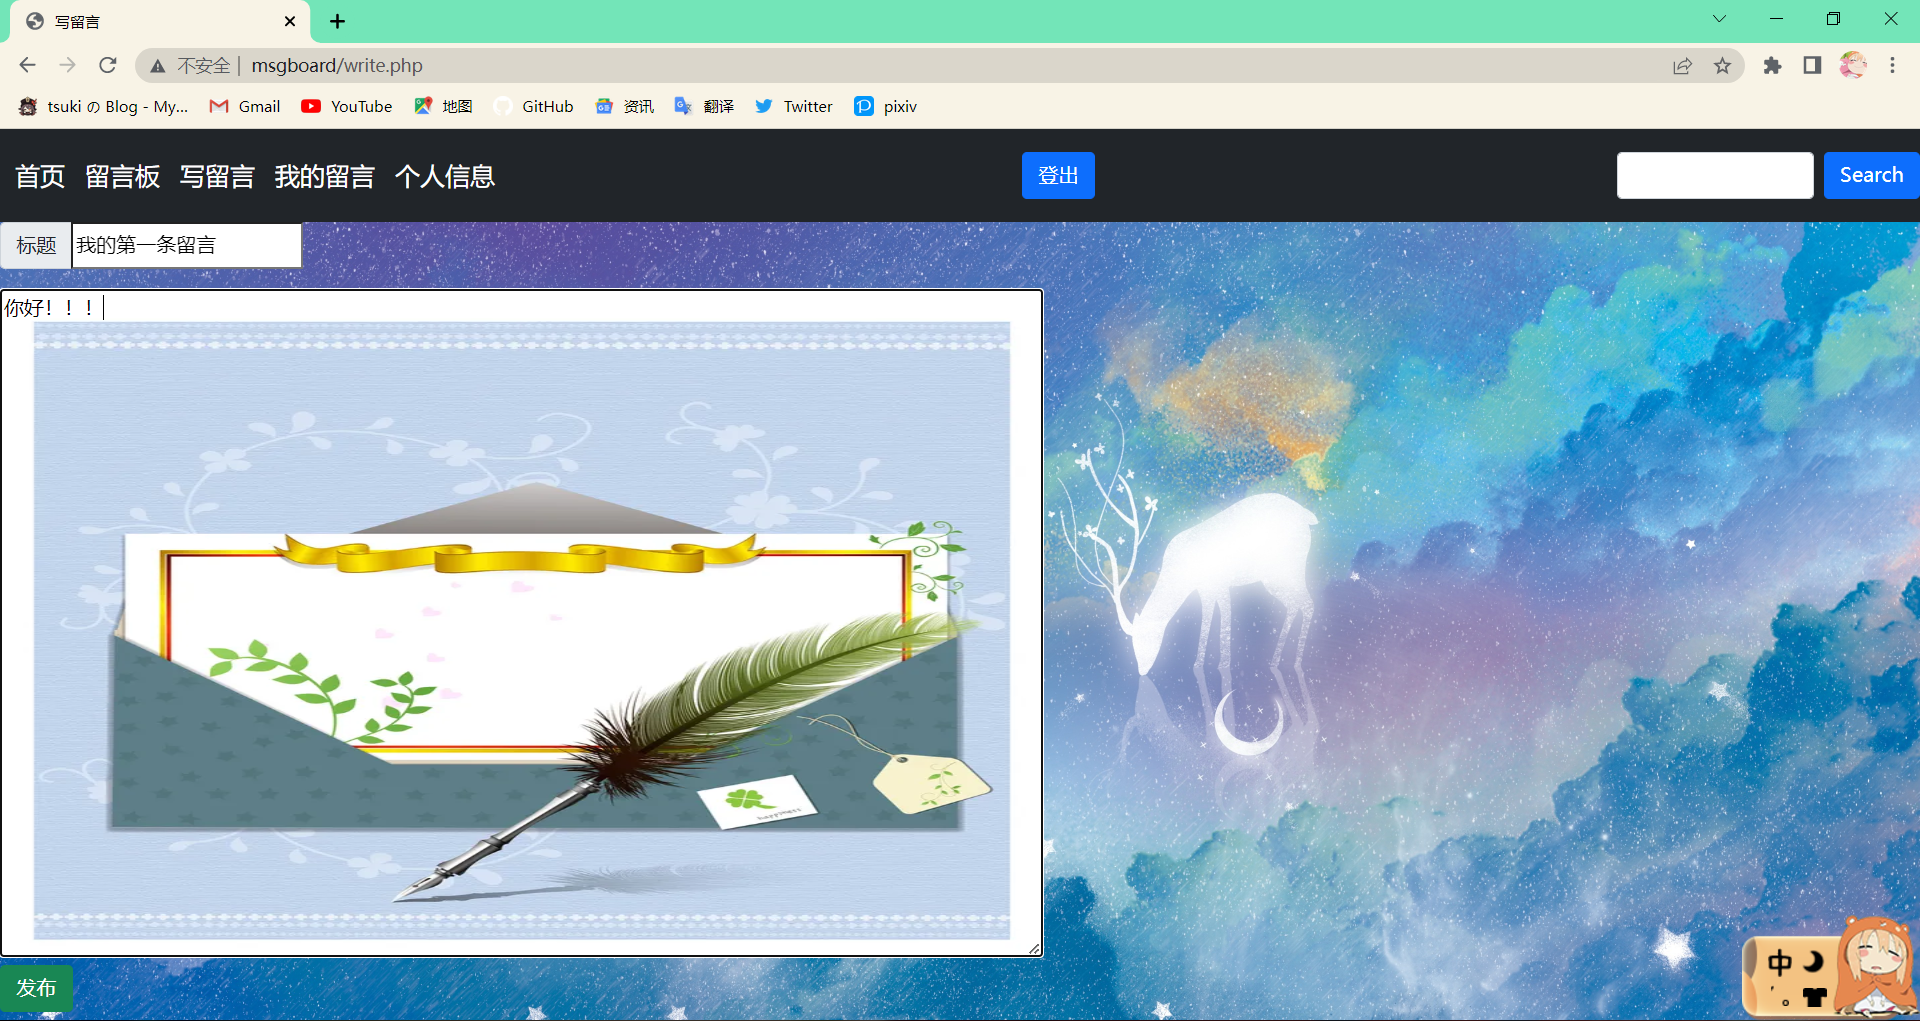 写留言
不安全 | msgboard/write.php
tsuki の Blog - My... Gmail YouTube 地图 GitHub 资讯 翻译 Twitter pixiv
首页 留言板 写留言 我的留言 个人信息 登出 Search
标题 我的第一条留言
你好！！！
happiness
发布
中